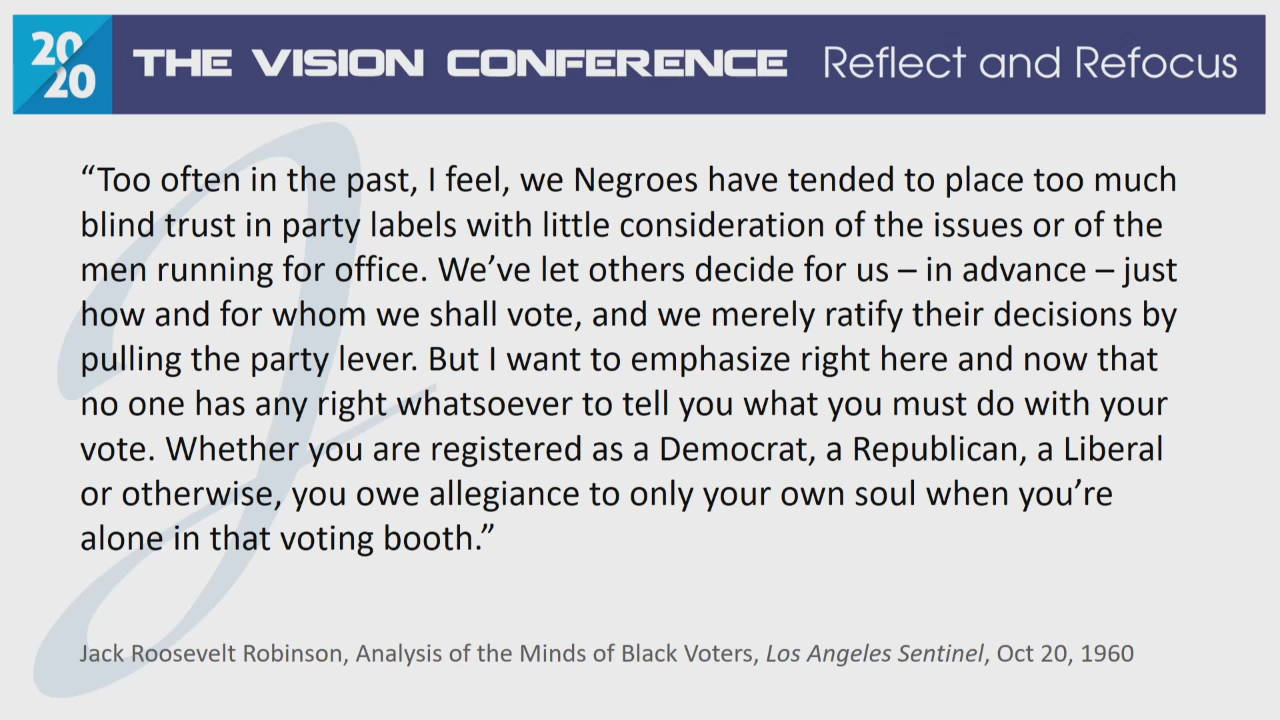 20
20
THE VISION CONFERENCE Reflect and Refocus
“Too often in the past, I feel, we Negroes have tended to place too much
blind trust in party labels with little consideration of the issues or of the
men running for office. We’ve let others decide for us – in advance – just
how and for whom we shall vote, and we merely ratify their decisions by
pulling the party lever. But I want to emphasize right here and now that
no one has any right whatsoever to tell you what you must do with your
vote. Whether you are registered as a Democrat, a Republican, a Liberal
or otherwise, you owe allegiance to only your own soul when you’re
alone in that voting booth.”
Jack Roosevelt Robinson, Analysis of the Minds of Black Voters, Los Angeles Sentinel, Oct 20, 1960